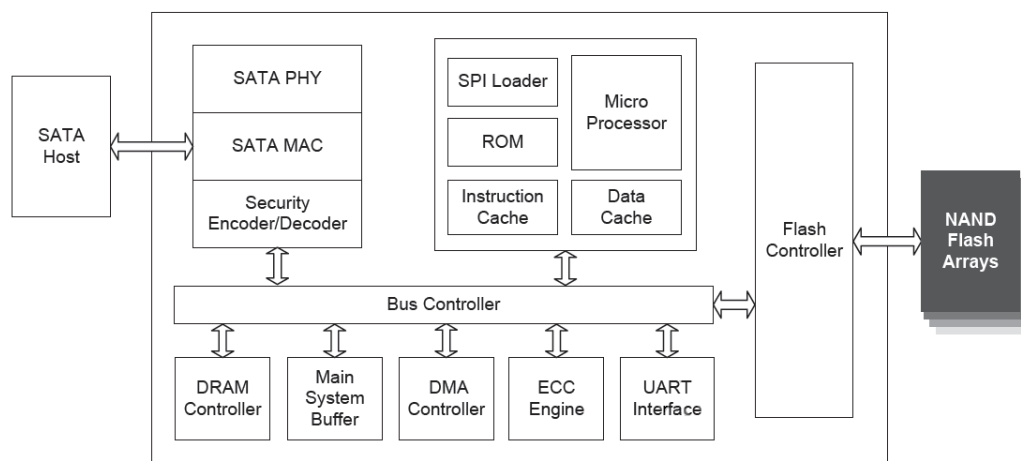 SATA
Host
SATA PHY
SATA MAC
Security
Encoder/Decoder
SPI Loader
ROM
Instruction
Cache
Micro
Processor
Data
Cache
Flash
Controller
NAND
Flash
Arrays
Bus Controller
DRAM
Controller
Main
System
Buffer
DMA
Controller
ECC
Engine
UART
Interface